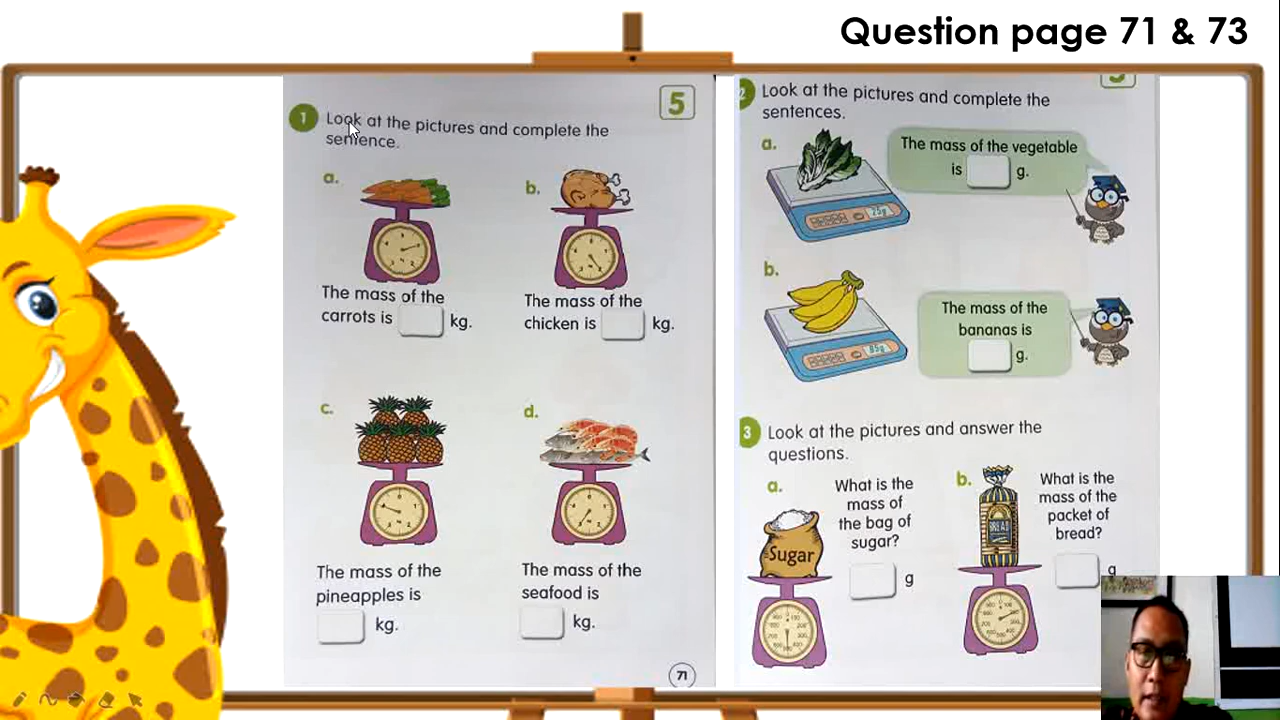 Question page 71 & 73
5
1 Look at the pictures and complete the
sentence.
a.
The mass of the
carrots is kg.
b.
The mass of the
chicken is kg.
c.
The mass of the
pineapples is
kg.
d.
The mass of the
seafood is
kg.
71
2 Look at the pictures and complete the
sentences.
a.
75g
The mass of the vegetable
is g.
b.
85g
The mass of the
bananas is
g.
3 Look at the pictures and answer the
questions.
a.
Sugar
What is the
mass of
the bag of
sugar?
g
b.
BREAD
What is the
mass of the
packet of
bread?
g